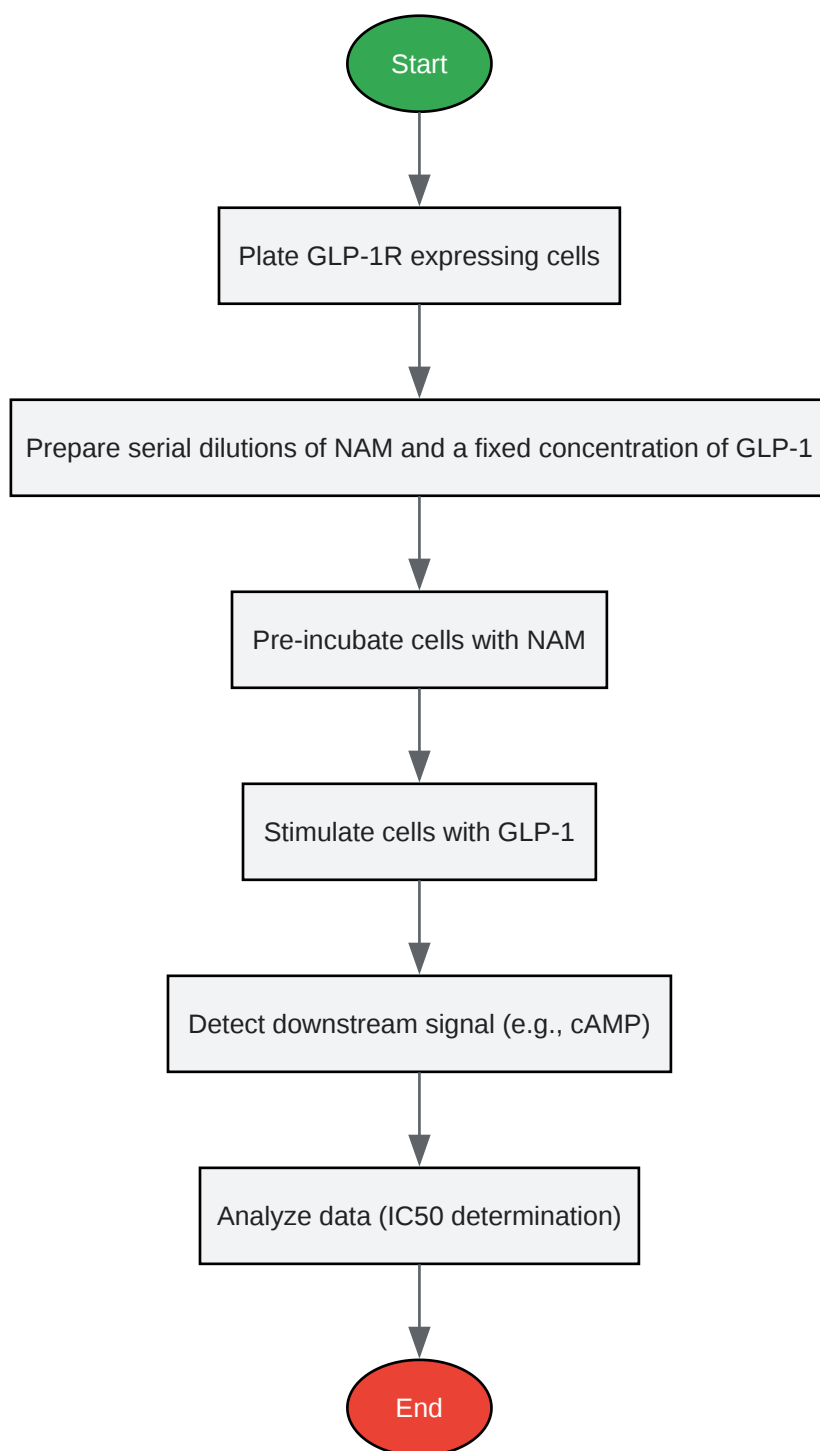 Start
Plate GLP-1R expressing cells
Prepare serial dilutions of NAM and a fixed concentration of GLP-1
Pre-incubate cells with NAM
Stimulate cells with GLP-1
Detect downstream signal (e.g., cAMP)
Analyze data (IC50 determination)
End